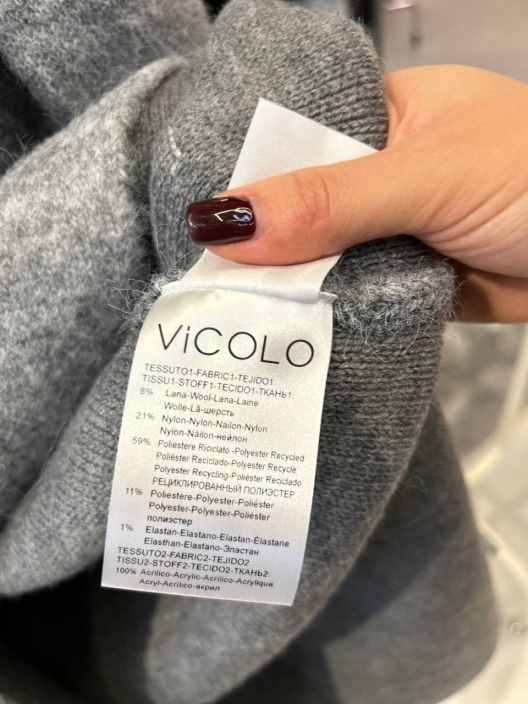 ViCOLO
TESSUTO1-FABRIC1-TEJIDO1
TISSU1-STOFF1-TECIDO1-ТКАНЬ1:
8% Lana-Wool-Lana-Laine
Wolle-Lã-шерсть
21% Nylon-Nylon-Nailon-Nylon
Nylon-Náilon-нейлон
59% Poliestere Riciclato -Polyester Recycled
Poliéster Reciclado-Polyester Recyclé
Polyester Recycling-Poliéster Reciclado
РЕЦИКЛИРОВАННЫЙ ПОЛИЭСТЕР
11% Poliestere-Polyester-Poliéster
Polyester-Polyester-Poliéster
полиэстер
1% Elastan-Elastano-Elastan-Élastane
Elasthan-Elastano-Эластан
TESSUTO2-FABRIC2-TEJIDO2
TISSU2-STOFF2-TECIDO2-ТКАНЬ2:
100% Acrilico-Acrylic-Acrílico-Acrylique
Acryl-Acrílico-акрил